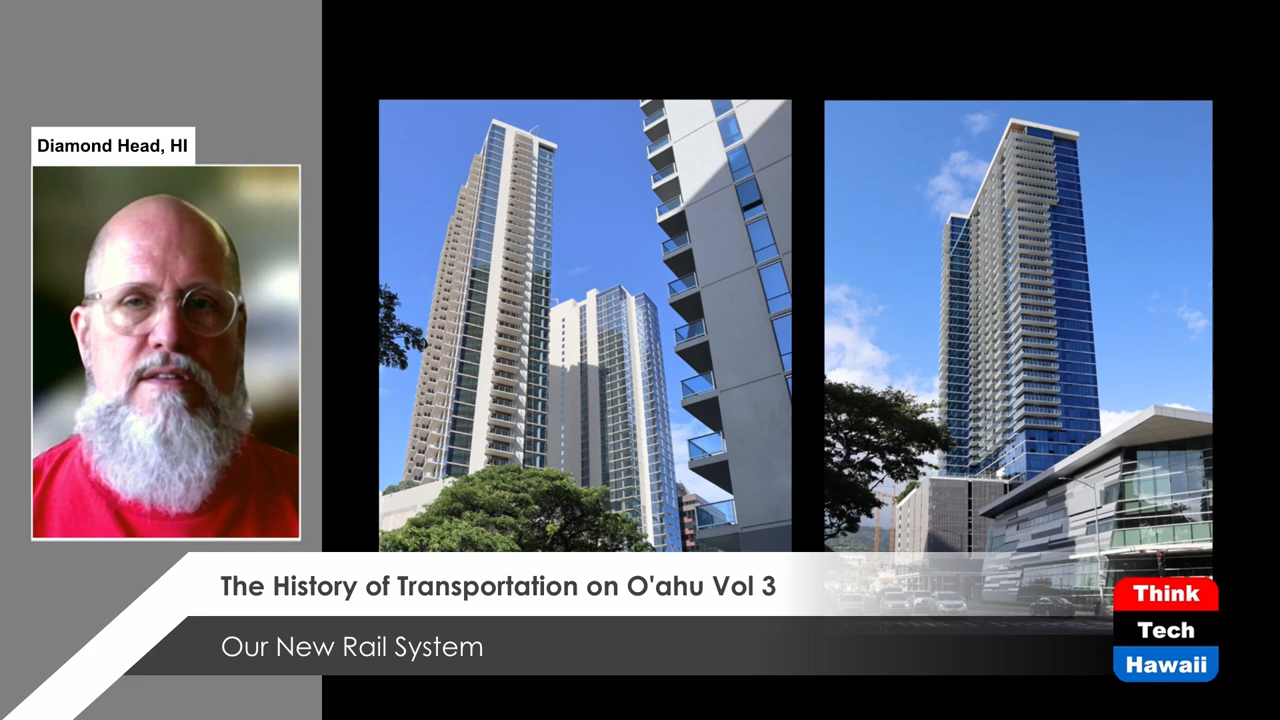 Diamond Head, HI
The History of Transportation on O'ahu Vol 3
Our New Rail System
Think
Tech
Hawaii